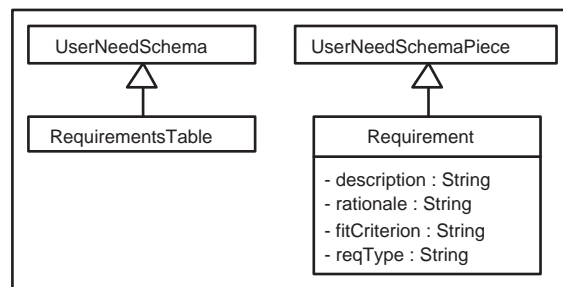 UserNeedSchema
UserNeedSchemaPiece
RequirementsTable
Requirement
- description : String
- rationale : String
- fitCriterion : String
- reqType : String